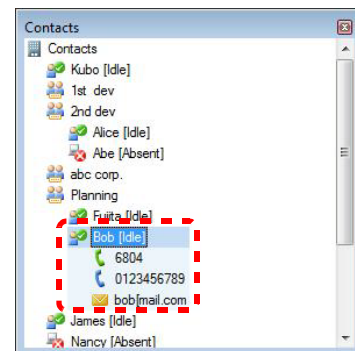 Contacts
Contacts
Kubo [Idle]
1st dev
2nd dev
Alice [Idle]
Abe [Absent]
abc corp.
Planning
Fujita [Idle]
Bob [Idle]
6804
0123456789
bob[mail.com
James [Idle]
Nancy [Absent]